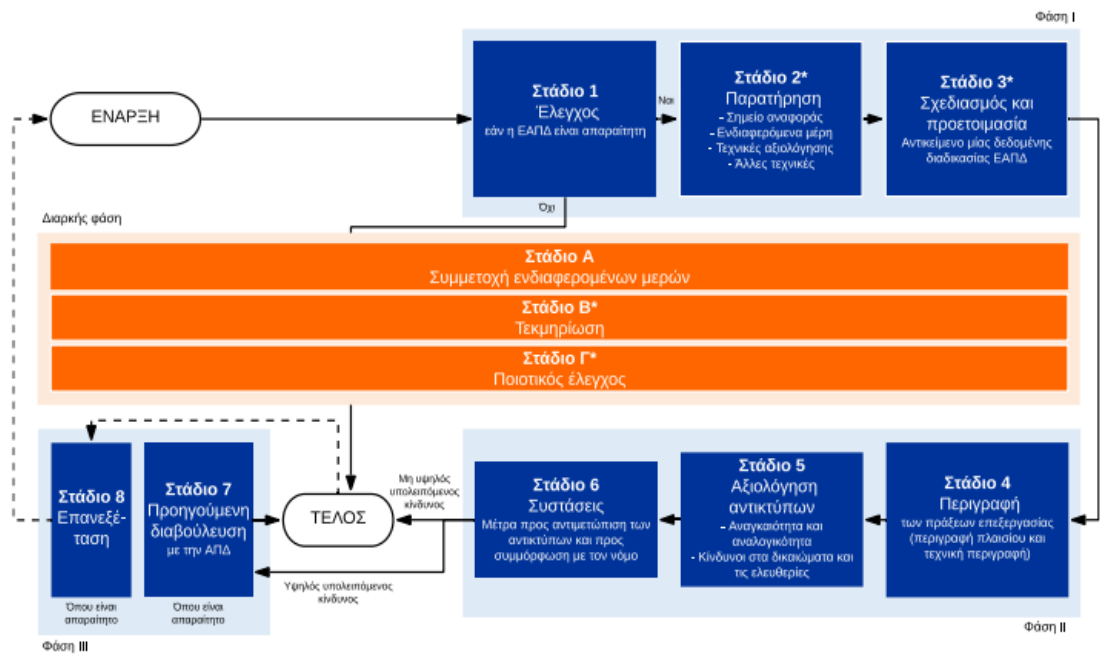 Φάση I
ΕΝΑΡΞΗ
Στάδιο 1
Έλεγχος
εάν η ΕΑΠΔ είναι απαραίτητη
Ναι
Στάδιο 2*
Παρατήρηση
- Σημείο αναφοράς
- Ενδιαφερόμενα μέρη
- Τεχνικές αξιολόγησης
- Άλλες τεχνικές
Στάδιο 3*
Σχεδιασμός και
προετοιμασία
Αντικείμενο μίας δεδομένης
διαδικασίας ΕΑΠΔ
Όχι
Διαρκής φάση
Στάδιο Α
Συμμετοχή ενδιαφερομένων μερών
Στάδιο Β*
Τεκμηρίωση
Στάδιο Γ*
Ποιοτικός έλεγχος
Στάδιο 8
Επανεξέ-
ταση
Όπου είναι
απαραίτητο
Στάδιο 7
Προηγούμενη
διαβούλευση
με την ΑΠΔ
Όπου είναι
απαραίτητο
ΤΕΛΟΣ
Μη υψηλός
υπολειπόμενος
κίνδυνος
Υψηλός υπολειπόμενος
κίνδυνος
Στάδιο 6
Συστάσεις
Μέτρα προς αντιμετώπιση των
αντικτύπων και προς
συμμόρφωση με τον νόμο
Στάδιο 5
Αξιολόγηση
αντικτύπων
- Αναγκαιότητα και
αναλογικότητα
- Κίνδυνοι στα δικαιώματα και
τις ελευθερίες
Στάδιο 4
Περιγραφή
των πράξεων επεξεργασίας
(περιγραφή πλαισίου και
τεχνική περιγραφή)
Φάση II
Φάση III